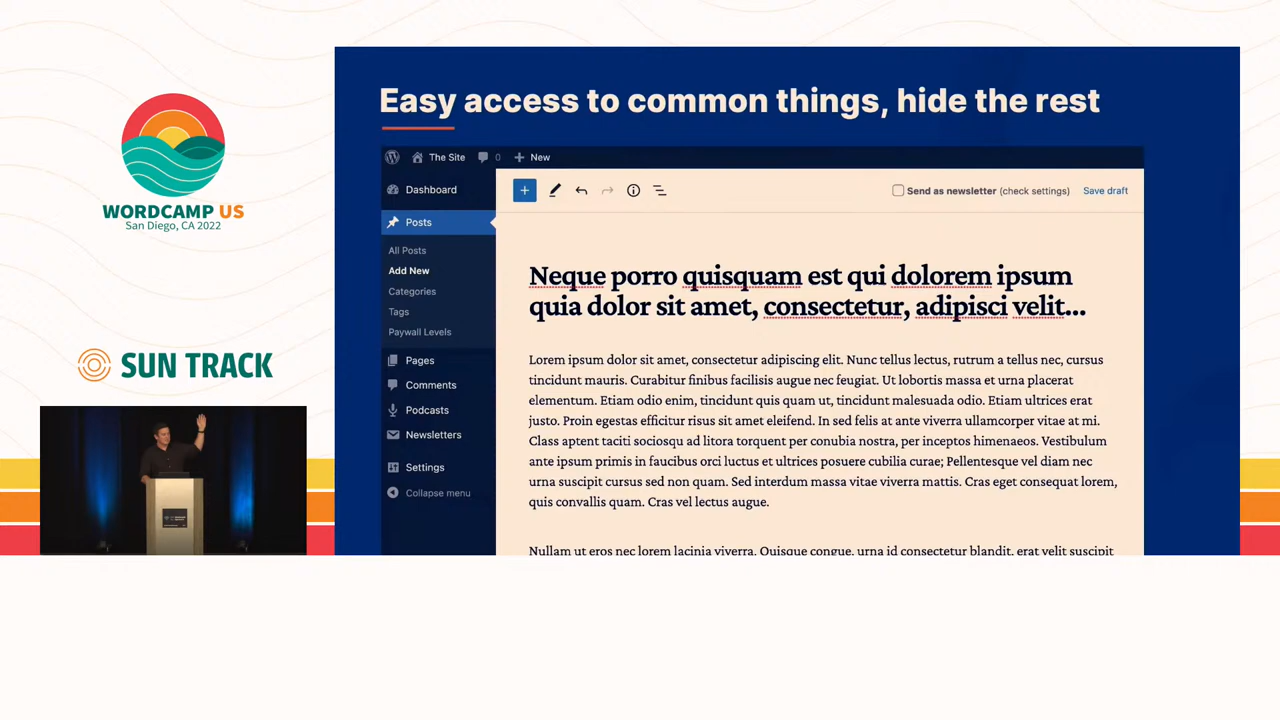 WORDCAMP US
San Diego, CA 2022
SUN TRACK
Easy access to common things, hide the rest
The Site 0 New
Dashboard
Posts
All Posts
Add New
Categories
Tags
Paywall Levels
Pages
Comments
Podcasts
Newsletters
Settings
Collapse menu
Send as newsletter (check settings) Save draft
Neque porro quisquam est qui dolorem ipsum
quia dolor sit amet, consectetur, adipisci velit...
Lorem ipsum dolor sit amet, consectetur adipiscing elit. Nunc tellus lectus, rutrum a tellus nec, cursus
tincidunt mauris. Curabitur finibus facilisis augue nec feugiat. Ut lobortis massa et urna placerat
elementum. Etiam odio enim, tincidunt quis quam ut, tincidunt malesuada odio. Etiam ultrices erat
justo. Proin egestas efficitur risus sit amet eleifend. In sed felis at ante viverra ullamcorper vitae at mi.
Class aptent taciti sociosqu ad litora torquent per conubia nostra, per inceptos himenaeos. Vestibulum
ante ipsum primis in faucibus orci luctus et ultrices posuere cubilia curae; Pellentesque vel diam nec
urna suscipit cursus sed non quam. Sed interdum massa vitae viverra mattis. Cras eget consequat lorem,
quis convallis quam. Cras vel lectus augue.
Nullam ut eros nec lorem lacinia viverra. Quisque congue, urna id consectetur blandit, erat velit suscipit